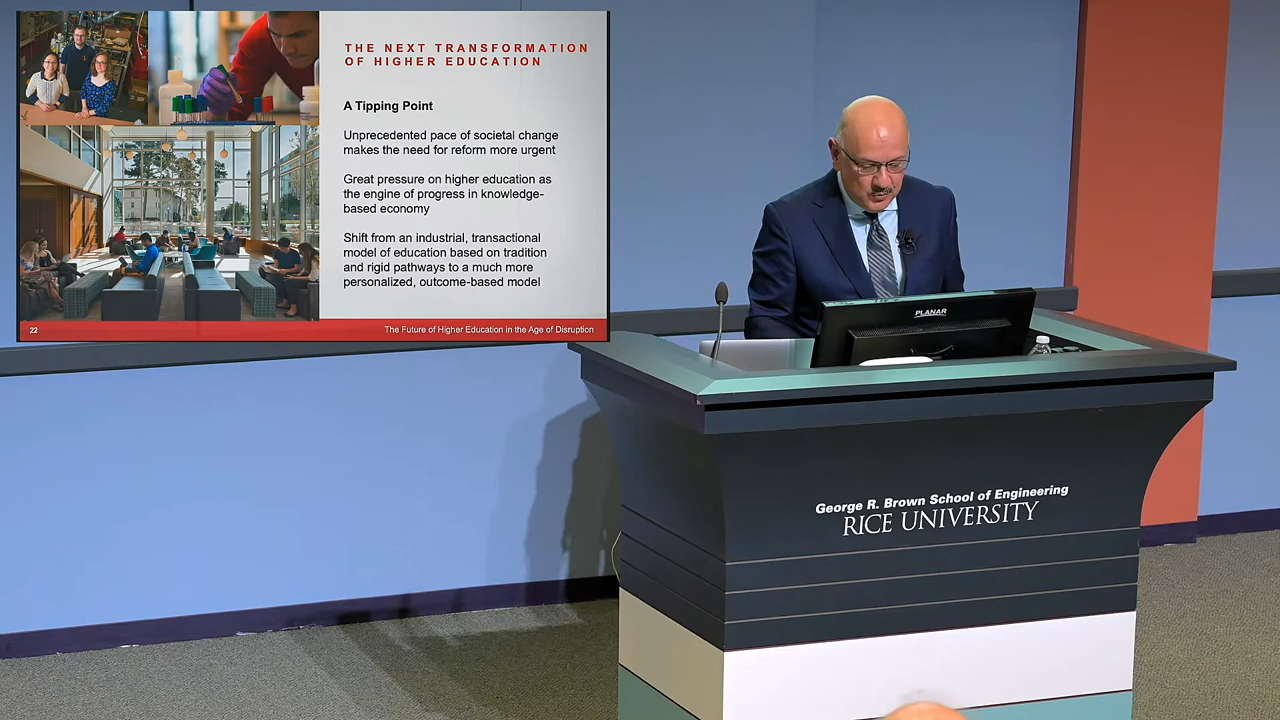 THE NEXT TRANSFORMATION
OF HIGHER EDUCATION
A Tipping Point
Unprecedented pace of societal change
makes the need for reform more urgent
Great pressure on higher education as
the engine of progress in knowledge-
based economy
Shift from an industrial, transactional
model of education based on tradition
and rigid pathways to a much more
personalized, outcome-based model
22
The Future of Higher Education in the Age of Disruption
PLANAR
George R. Brown School of Engineering
RICE UNIVERSITY